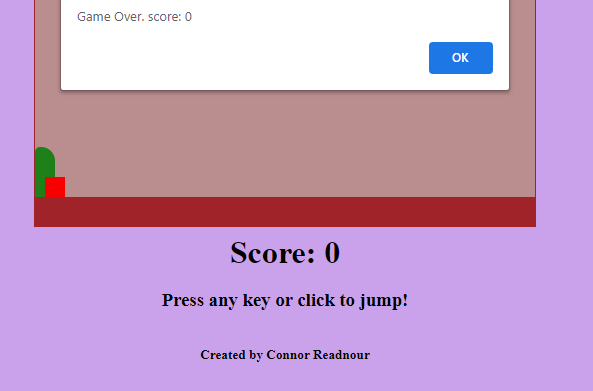 Game Over. score: 0
OK
Score: 0
Press any key or click to jump!
Created by Connor Readnour